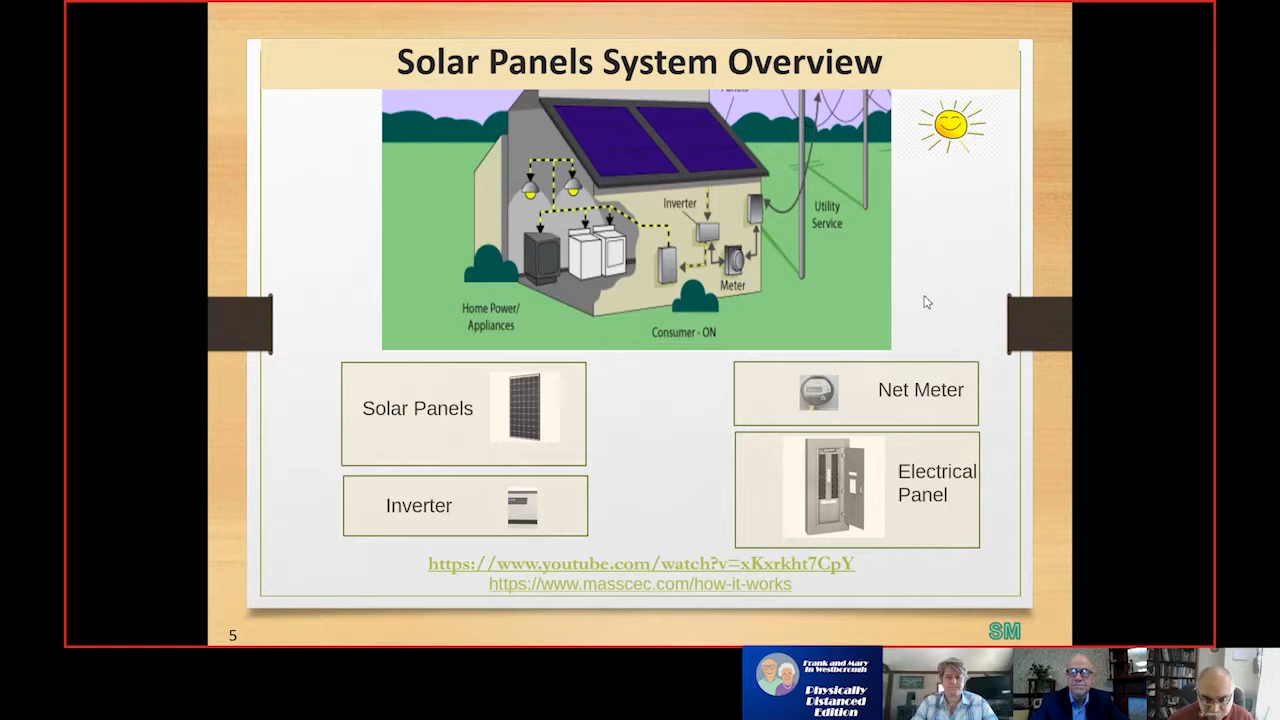 Solar Panels System Overview
Panels
Inverter
Utility
Service
Meter
Home Power/
Appliances
Consumer - ON
Solar Panels
Net Meter
Electrical
Panel
Inverter
https://www.youtube.com/watch?v=xKxrkht7CpY
https://www.masscec.com/how-it-works
5
SM
Frank and Mary
In Westborough
Physically
Distanced
Edition